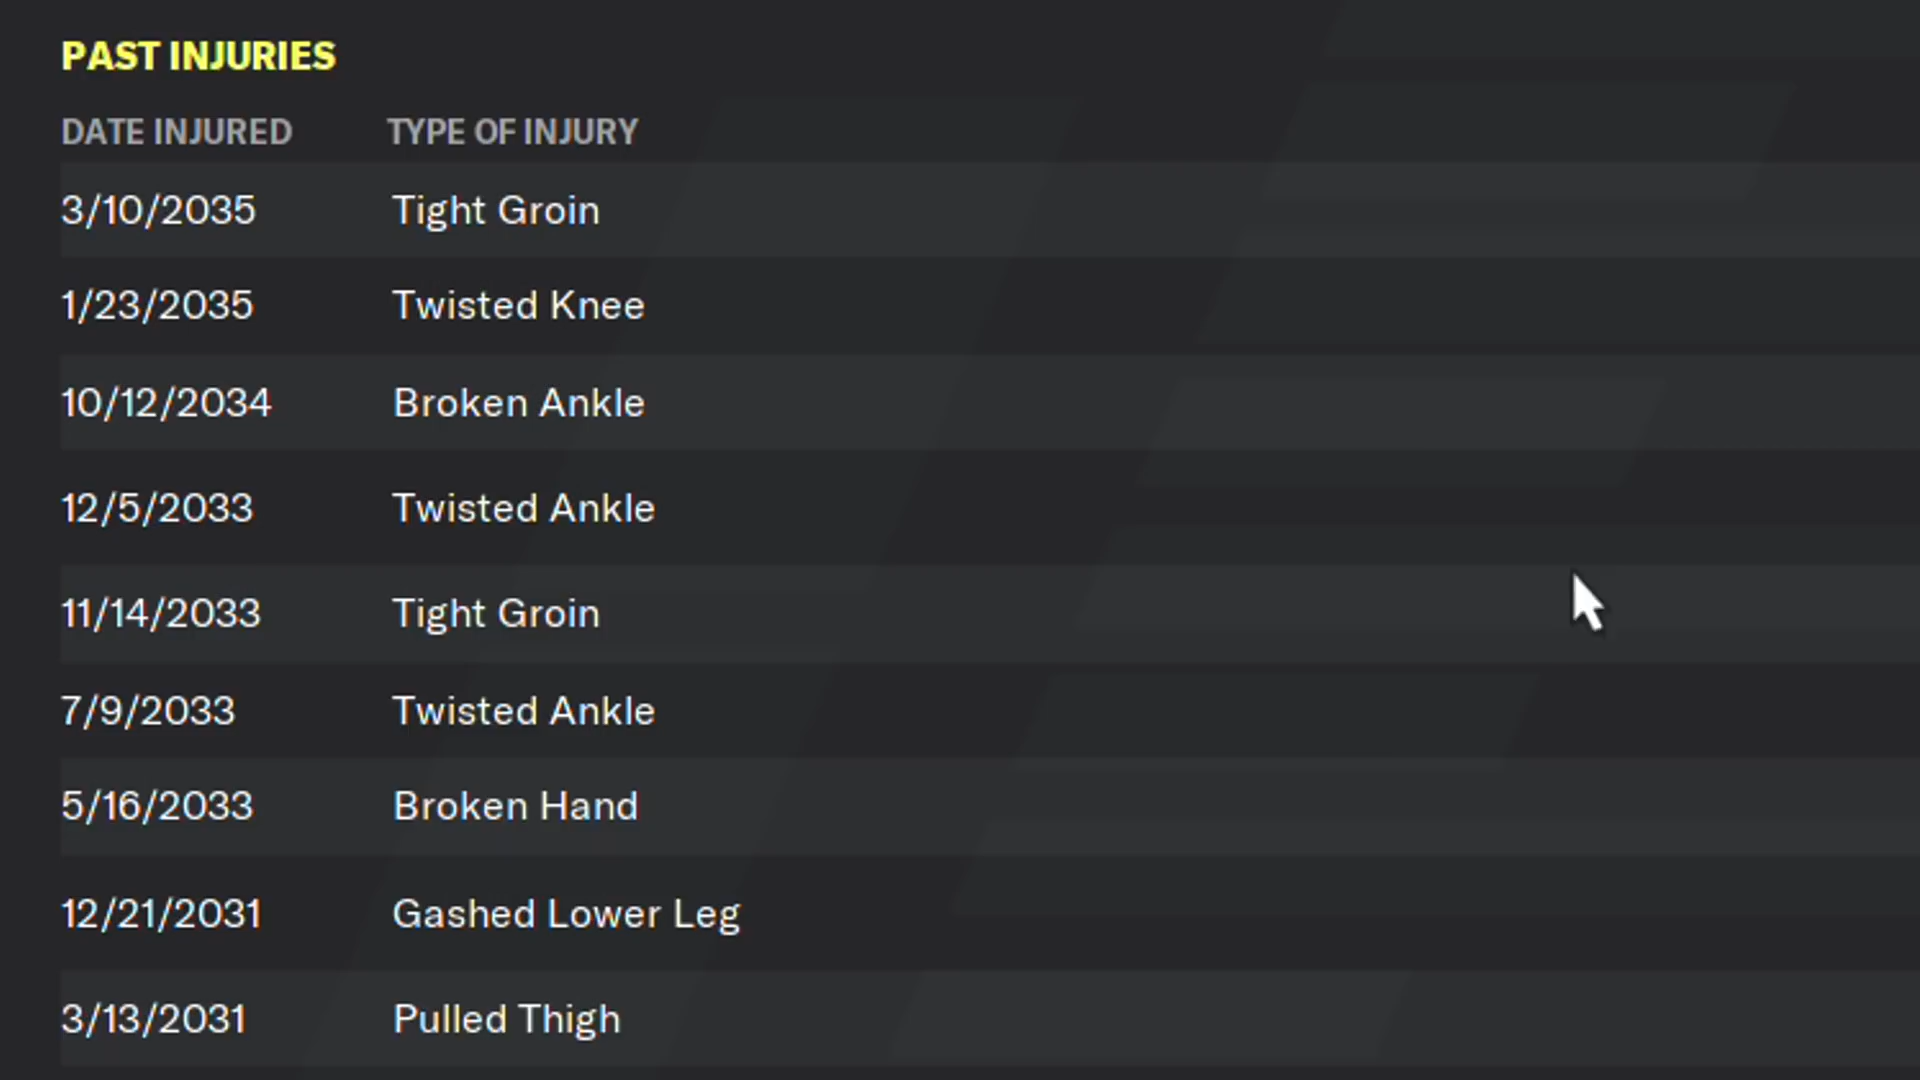 PAST INJURIES
DATE INJURED TYPE OF INJURY
3/10/2035 Tight Groin
1/23/2035 Twisted Knee
10/12/2034 Broken Ankle
12/5/2033 Twisted Ankle
11/14/2033 Tight Groin
7/9/2033 Twisted Ankle
5/16/2033 Broken Hand
12/21/2031 Gashed Lower Leg
3/13/2031 Pulled Thigh